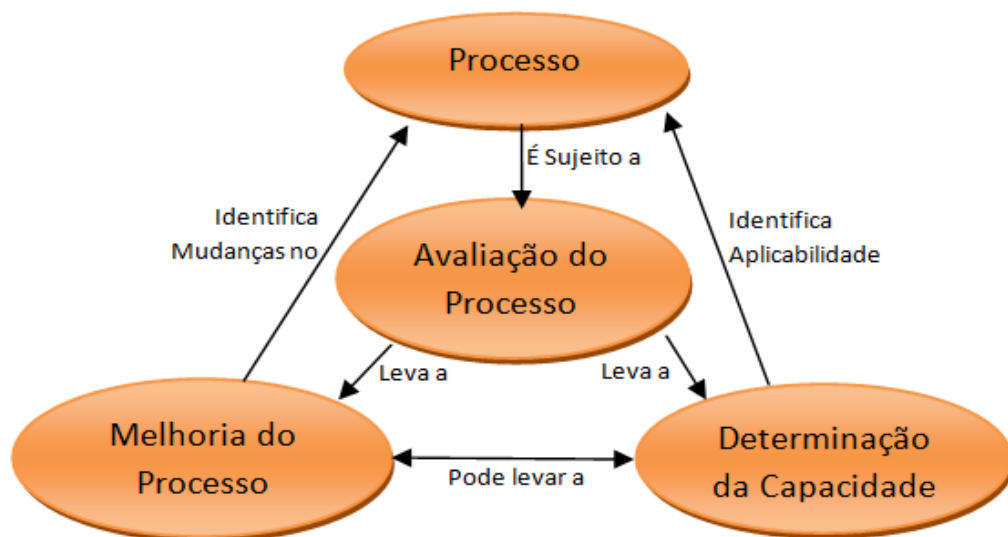 Processo
É Sujeito a
Identifica
Mudanças no
Identifica
Aplicabilidade
Avaliação do
Processo
Leva a
Leva a
Melhoria do
Processo
Pode levar a
Determinação
da Capacidade